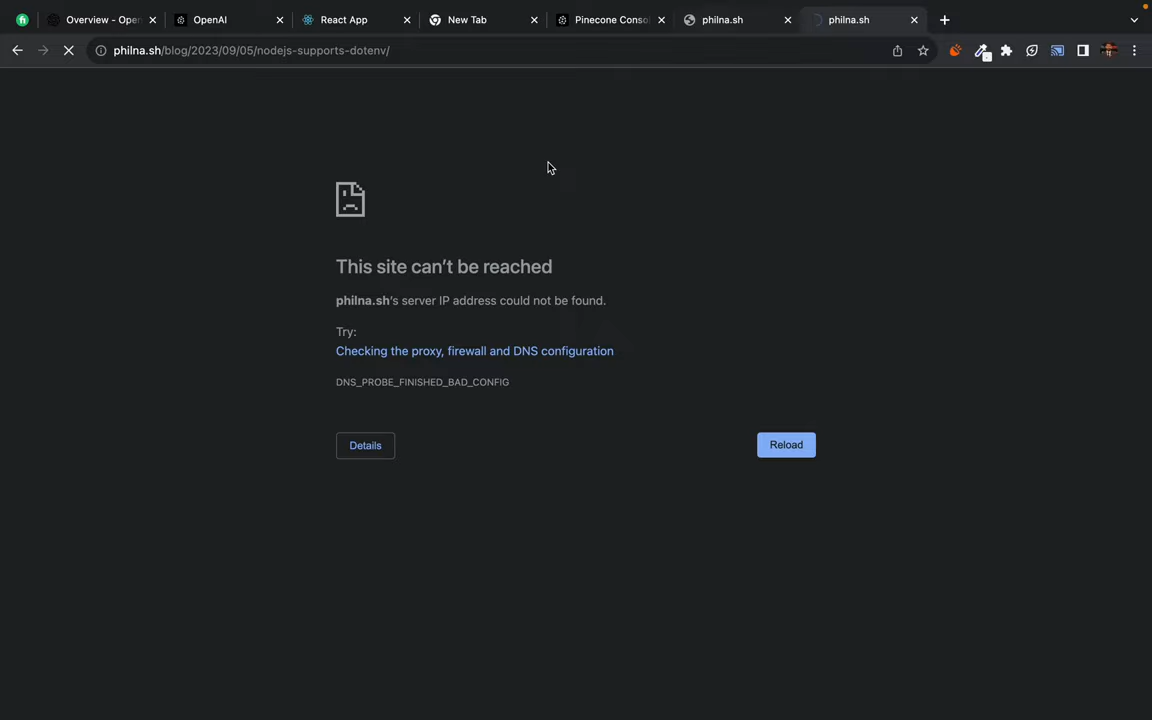 Overview - Open
OpenAI
React App
New Tab
Pinecone Conso
philna.sh
philna.sh
philna.sh/blog/2023/09/05/nodejs-supports-dotenv/
This site can't be reached
philna.sh's server IP address could not be found.
Try:
Checking the proxy, firewall and DNS configuration
DNS_PROBE_FINISHED_BAD_CONFIG
Details
Reload